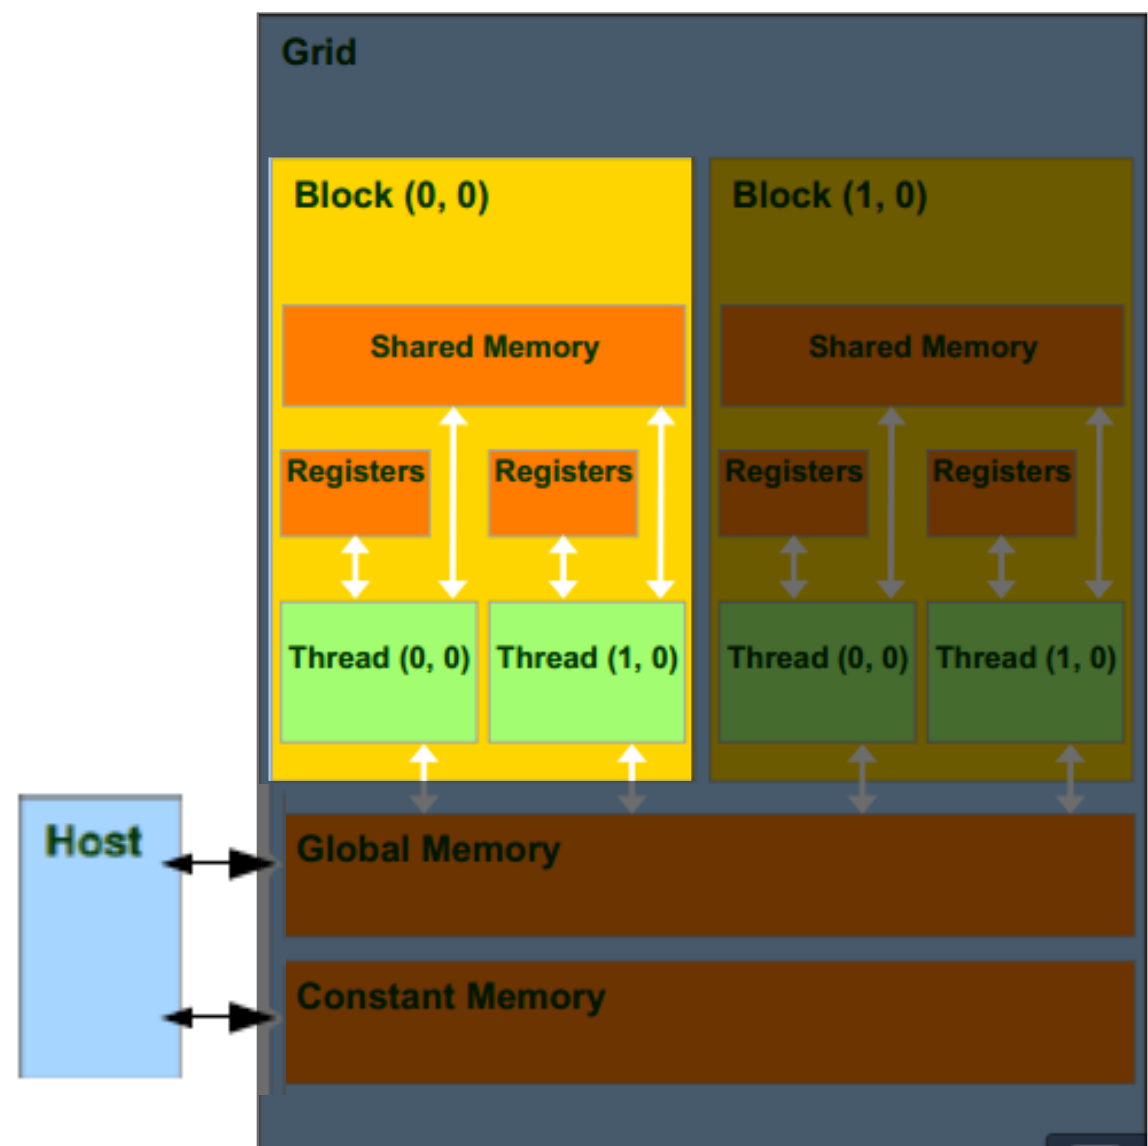 Grid
Block (0, 0)
Block (1, 0)
Shared Memory
Shared Memory
Registers
Registers
Registers
Registers
Thread (0, 0)
Thread (1, 0)
Thread (0, 0)
Thread (1, 0)
Host
Global Memory
Constant Memory